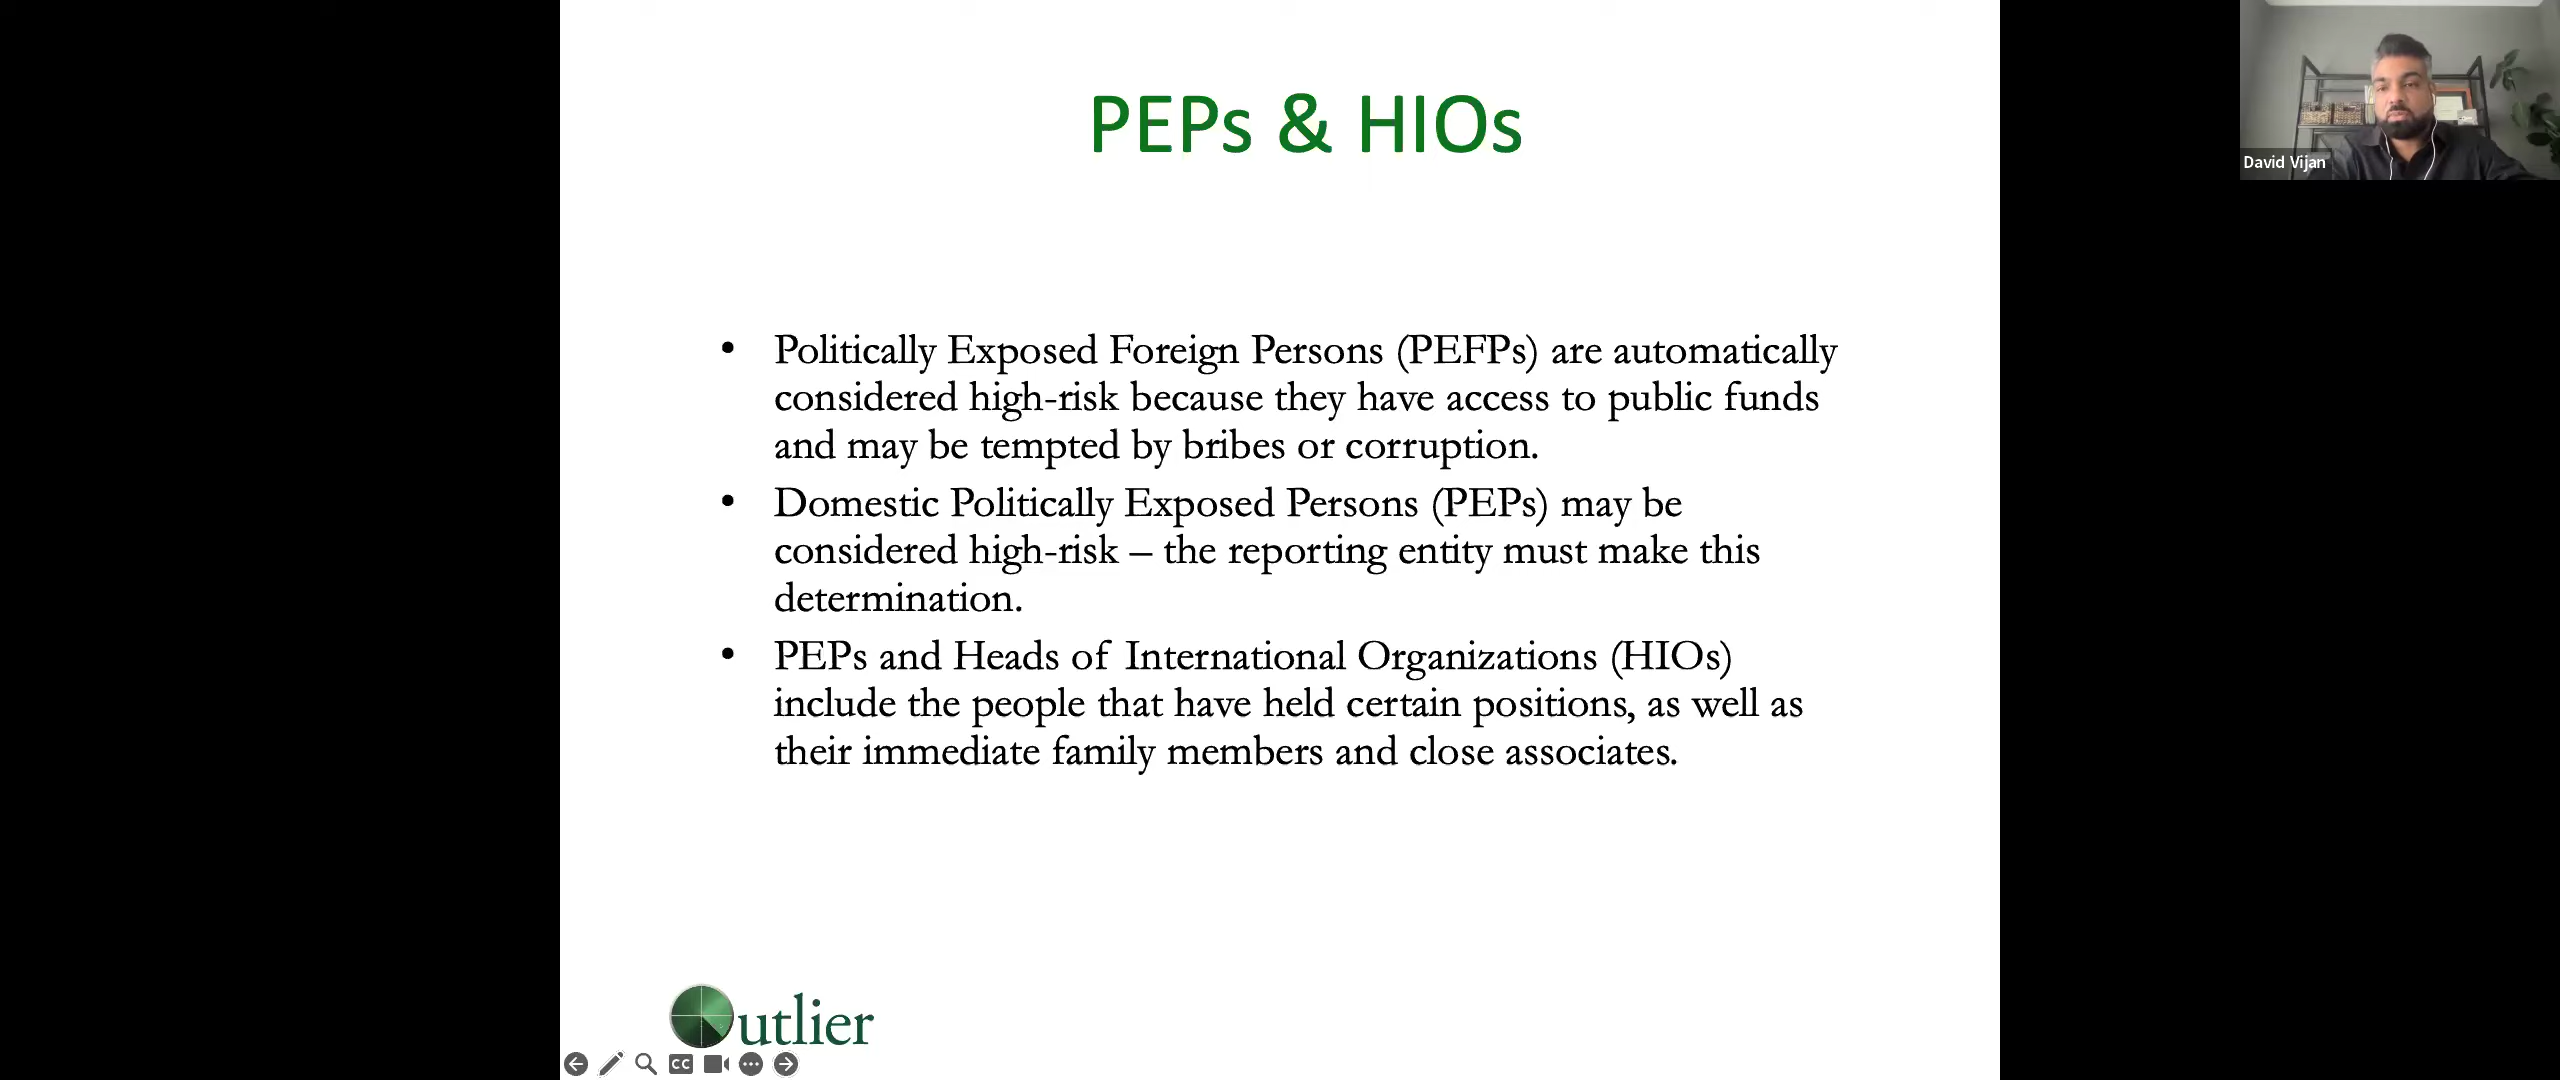 PEPs & HIOs
David Vijan
• Politically Exposed Foreign Persons (PEFPs) are automatically
considered high-risk because they have access to public funds
and may be tempted by bribes or corruption.
• Domestic Politically Exposed Persons (PEPs) may be
considered high-risk – the reporting entity must make this
determination.
• PEPs and Heads of International Organizations (HIOs)
include the people that have held certain positions, as well as
their immediate family members and close associates.
Outlier
CC